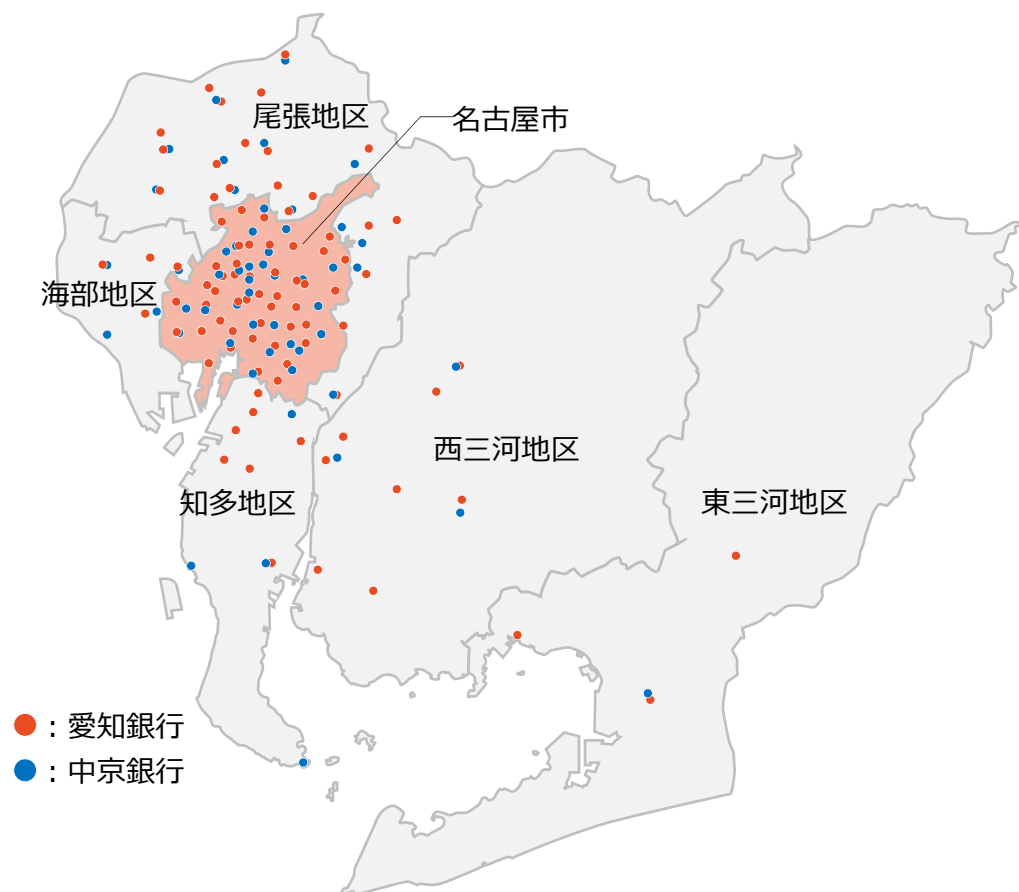 尾張地区
名古屋市
海部地区
西三河地区
知多地区
東三河地区
：愛知銀行
：中京銀行